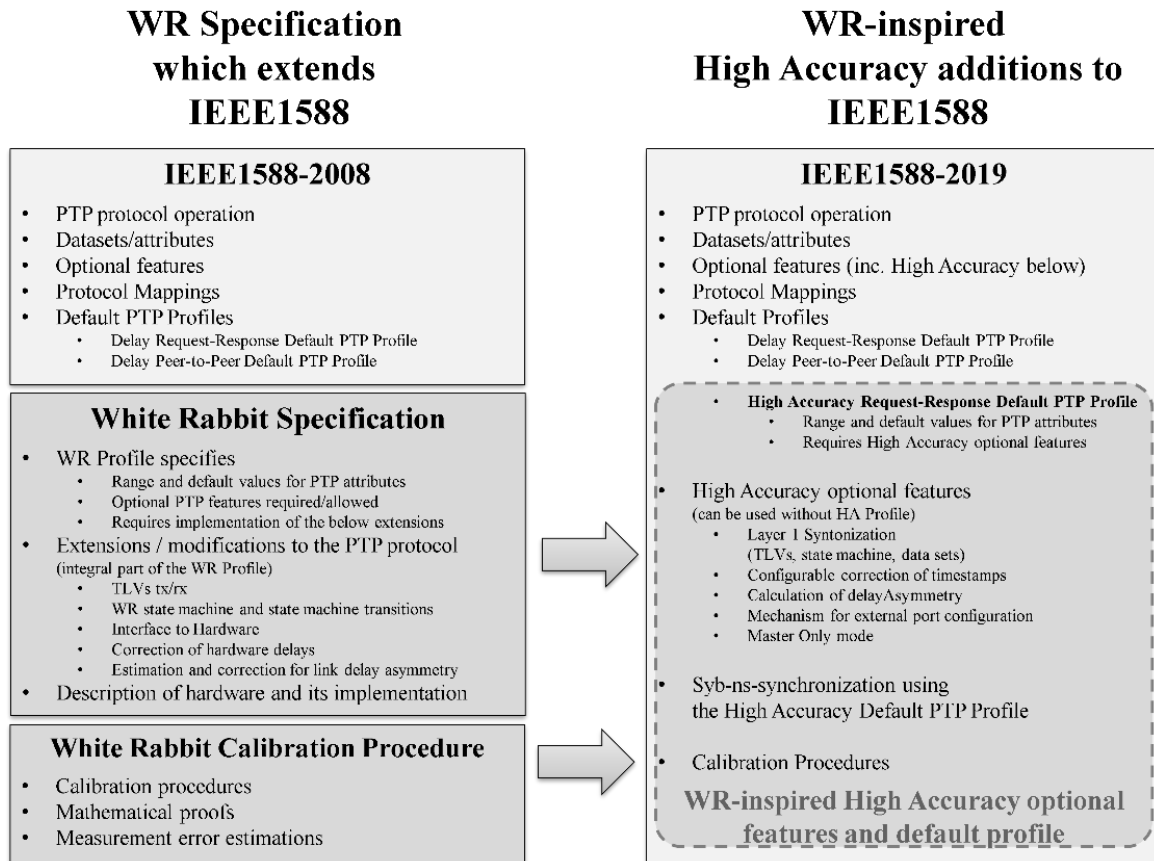 WR Specification
which extends
IEEE1588
IEEE1588-2008
• PTP protocol operation
• Datasets/attributes
• Optional features
• Protocol Mappings
• Default PTP Profiles
• Delay Request-Response Default PTP Profile
• Delay Peer-to-Peer Default PTP Profile
White Rabbit Specification
• WR Profile specifies
• Range and default values for PTP attributes
• Optional PTP features required/allowed
• Requires implementation of the below extensions
• Extensions / modifications to the PTP protocol
(integral part of the WR Profile)
• TLVs tx/rx
• WR state machine and state machine transitions
• Interface to Hardware
• Correction of hardware delays
• Estimation and correction for link delay asymmetry
• Description of hardware and its implementation
White Rabbit Calibration Procedure
• Calibration procedures
• Mathematical proofs
• Measurement error estimations
WR-inspired
High Accuracy additions to
IEEE1588
IEEE1588-2019
• PTP protocol operation
• Datasets/attributes
• Optional features (inc. High Accuracy below)
• Protocol Mappings
• Default Profiles
• Delay Request-Response Default PTP Profile
• Delay Peer-to-Peer Default PTP Profile
• High Accuracy Request-Response Default PTP Profile
• Range and default values for PTP attributes
• Requires High Accuracy optional features
• High Accuracy optional features
(can be used without HA Profile)
• Layer 1 Syntonization
(TLVs, state machine, data sets)
• Configurable correction of timestamps
• Calculation of delayAsymmetry
• Mechanism for external port configuration
• Master Only mode
• Syb-ns-synchronization using
the High Accuracy Default PTP Profile
• Calibration Procedures
WR-inspired High Accuracy optional
features and default profile